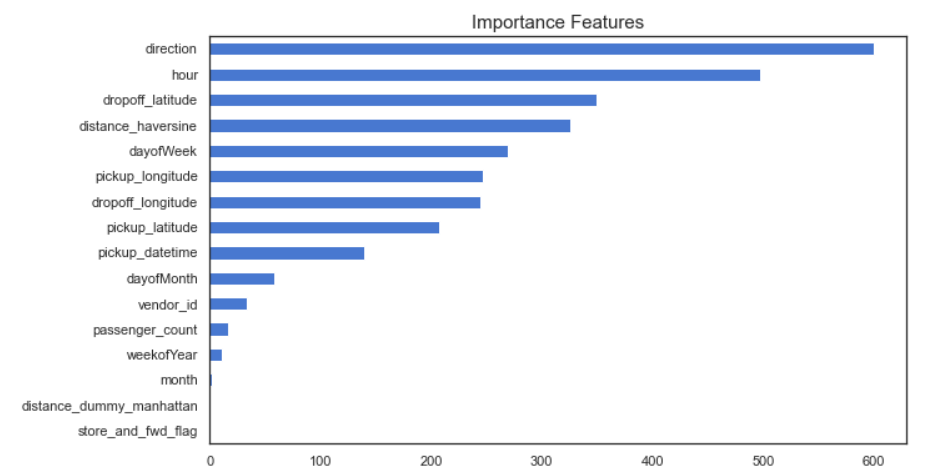 Importance Features
direction
hour
dropoff_latitude
distance_haversine
dayofWeek
pickup_longitude
dropoff_longitude
pickup_latitude
pickup_datetime
dayofMonth
vendor_id
passenger_count
weekofYear
month
distance_dummy_manhattan
store_and_fwd_flag
0 100 200 300 400 500 600